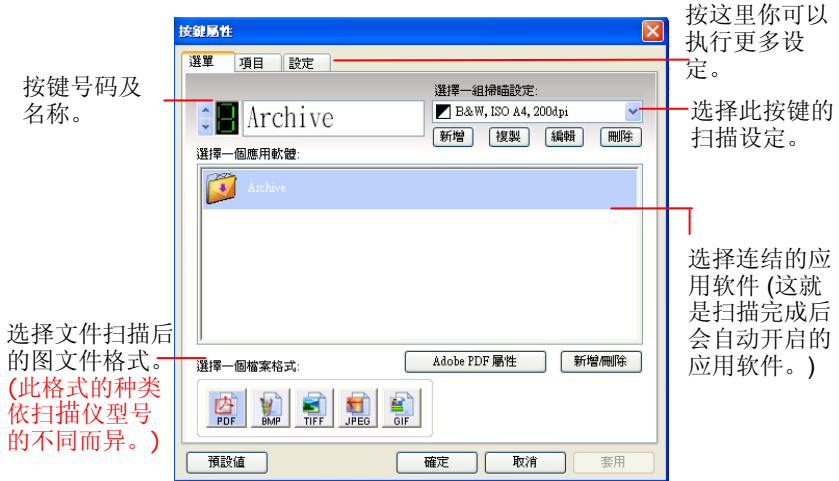 按鍵屬性
選單 項目 設定
按这里你可以
执行更多设
定。
按键号码及
名称。
Archive
選擇一組掃瞄設定:
B&W, ISO A4, 200dpi
新增 複製 編輯 刪除
选择此按键的
扫描设定。
選擇一個應用軟體:
Archive
选择连结的应
用软件 (这就
是扫描完成后
会自动开启的
应用软件。)
选择文件扫描后
的图文件格式。
(此格式的种类
依扫描仪型号
的不同而异。)
選擇一個檔案格式:
Adobe PDF 屬性 新增/刪除
PDF BMP TIFF JPEG GIF
預設値 確定 取消 套用